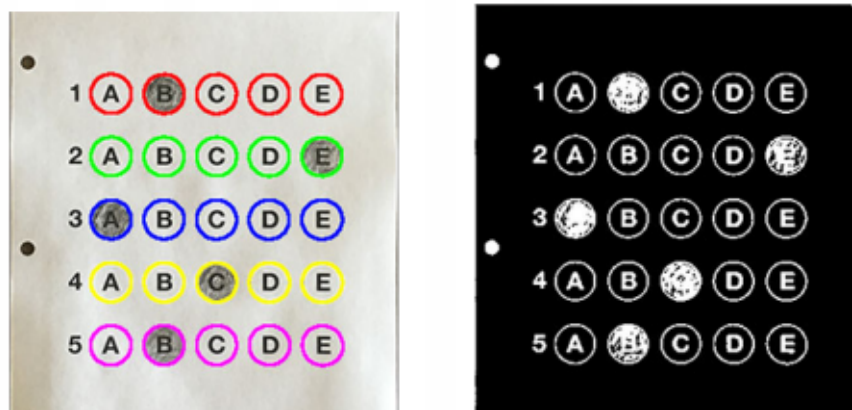 1 A B C D E
2 A B C D E
3 A B C D E
4 A B C D E
5 A B C D E
1 A C D E
2 A B C D E
3 B C D E
4 A B D E
5 A B C D E